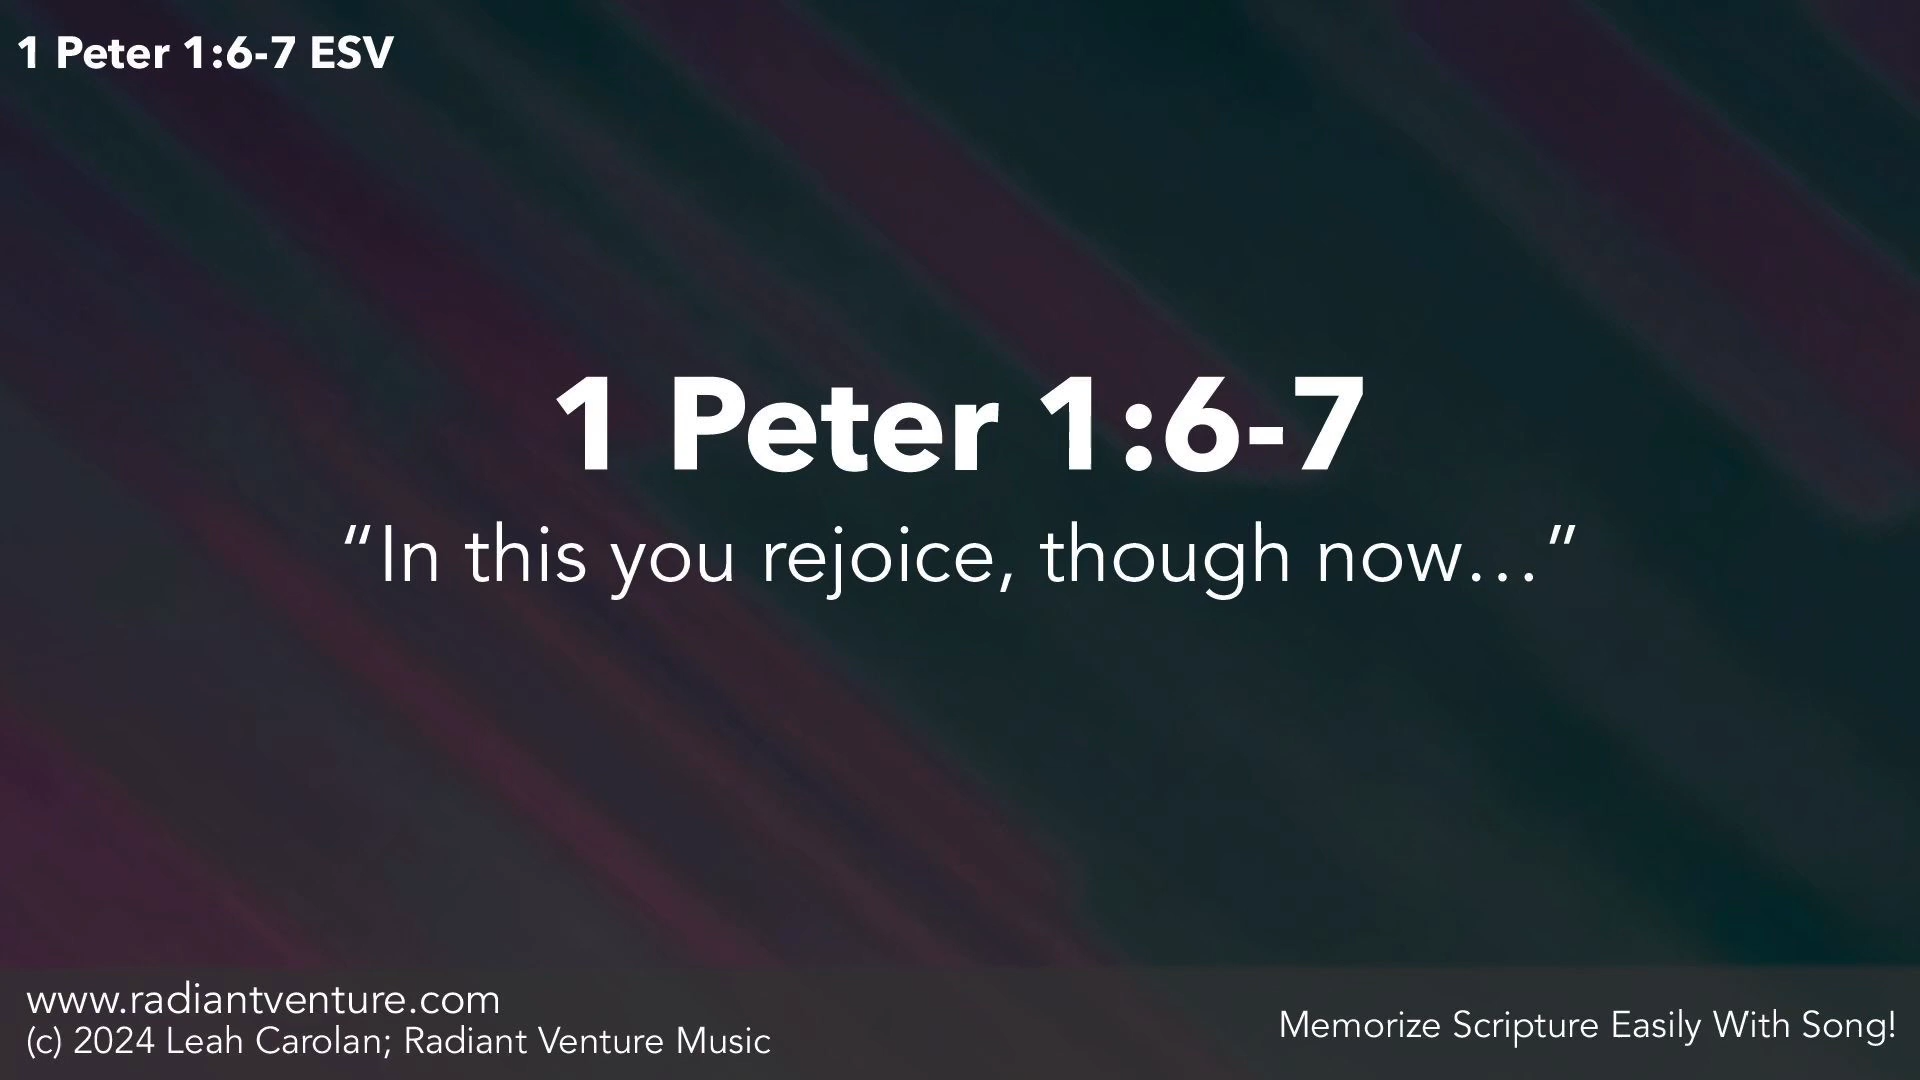 1 Peter 1:6-7 ESV
1 Peter 1:6-7
“In this you rejoice, though now…”
www.radiantventure.com
(c) 2024 Leah Carolan; Radiant Venture Music
Memorize Scripture Easily With Song!